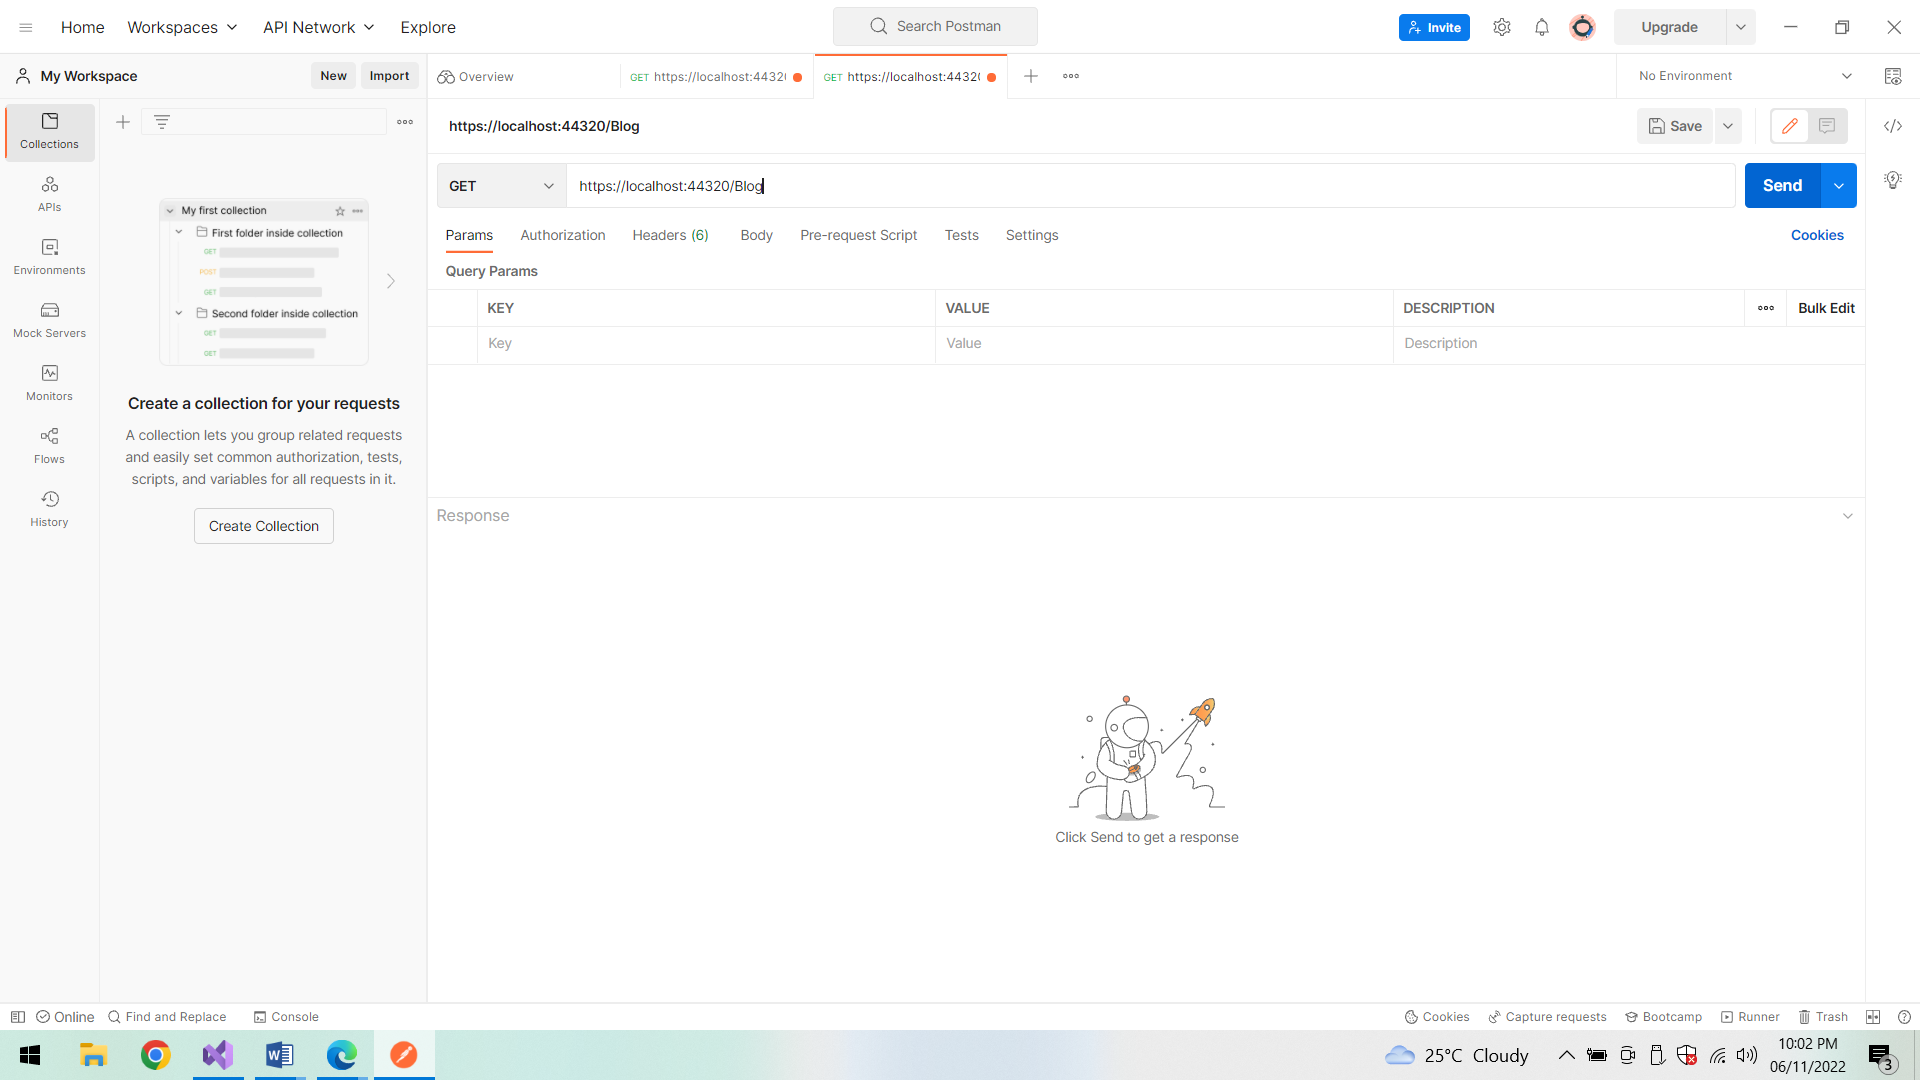 Home Workspaces API Network Explore
Search Postman
Invite
Upgrade
My Workspace
New Import
Overview
GET https://localhost:4432
GET https://localhost:4432
No Environment
Collections
APIs
Environments
Mock Servers
Monitors
Flows
History
My first collection
First folder inside collection
GET
POST
GET
Second folder inside collection
GET
GET
Create a collection for your requests
A collection lets you group related requests
and easily set common authorization, tests,
scripts, and variables for all requests in it.
Create Collection
https://localhost:44320/Blog
Save
GET https://localhost:44320/Blog
Send
Params Authorization Headers (6) Body Pre-request Script Tests Settings
Cookies
Query Params
KEY VALUE DESCRIPTION Bulk Edit
Key Value Description
Response
Click Send to get a response
Online Find and Replace Console
Cookies Capture requests Bootcamp Runner Trash
25°C Cloudy
10:02 PM
06/11/2022
3